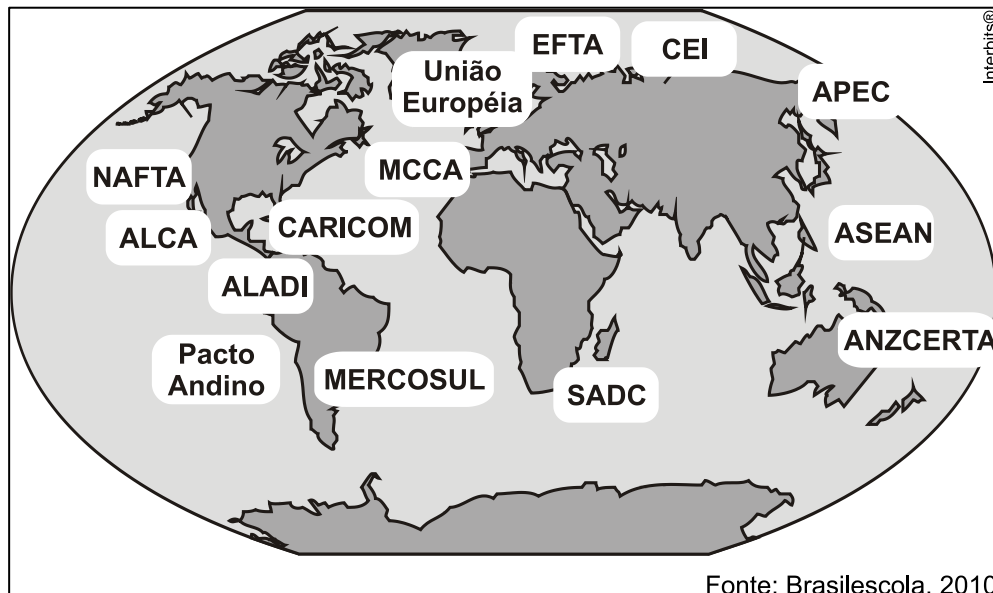 EFTA
CEI
União
Européia
APEC
MCCA
NAFTA
CARICOM
ALCA
ASEAN
ALADI
ANZCERTA
Pacto
Andino
MERCOSUL
SADC
Interbits®
Fonte: Brasilescola, 2010